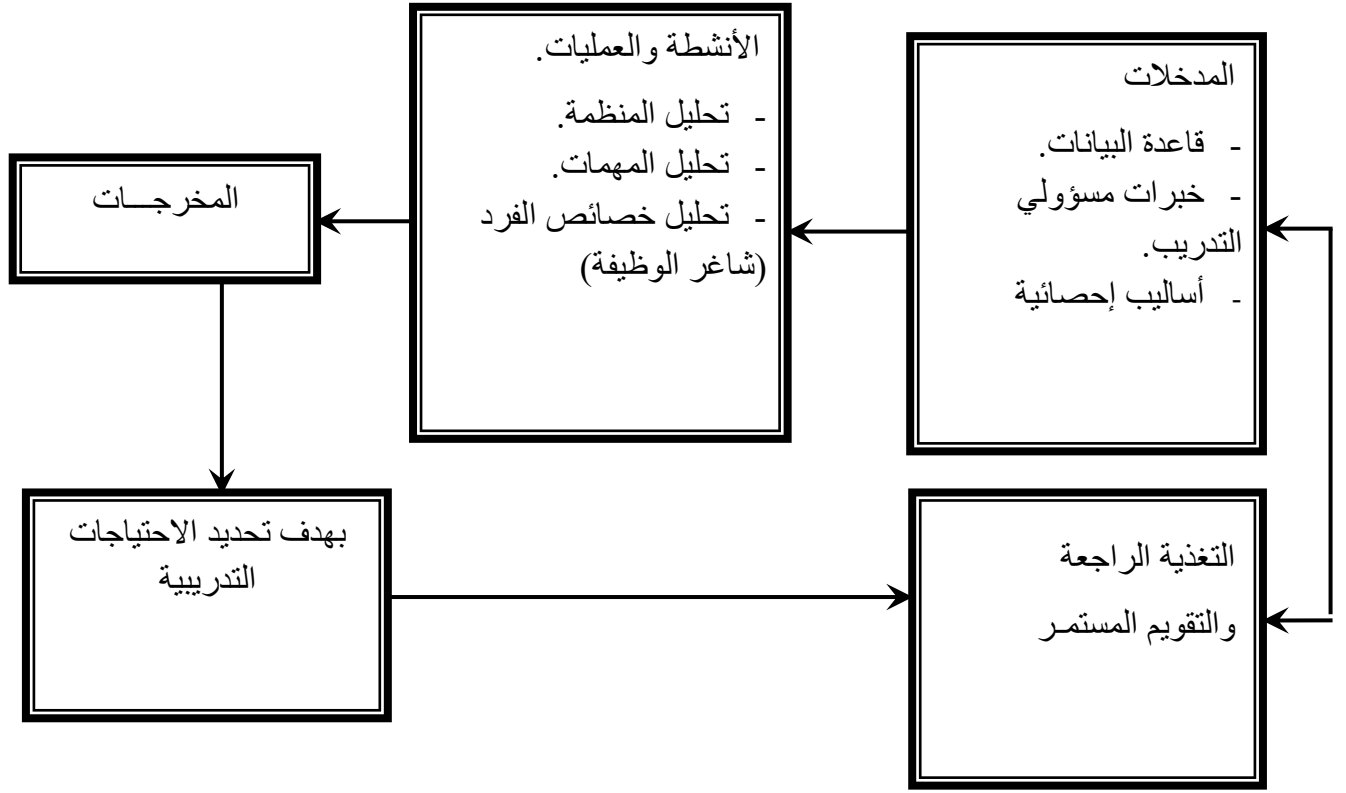 المدخلات
- قاعدة البيانات.
- خبرات مسؤولي
التدريب.
- أساليب إحصائية
الأنشطة والعمليات.
- تحليل المنظمة.
- تحليل المهمات.
- تحليل خصائص الفرد
(شاغر الوظيفة)
المخرجـــات
بهدف تحديد الاحتياجات
التدريبية
التغذية الراجعة
والتقويم المستمـر